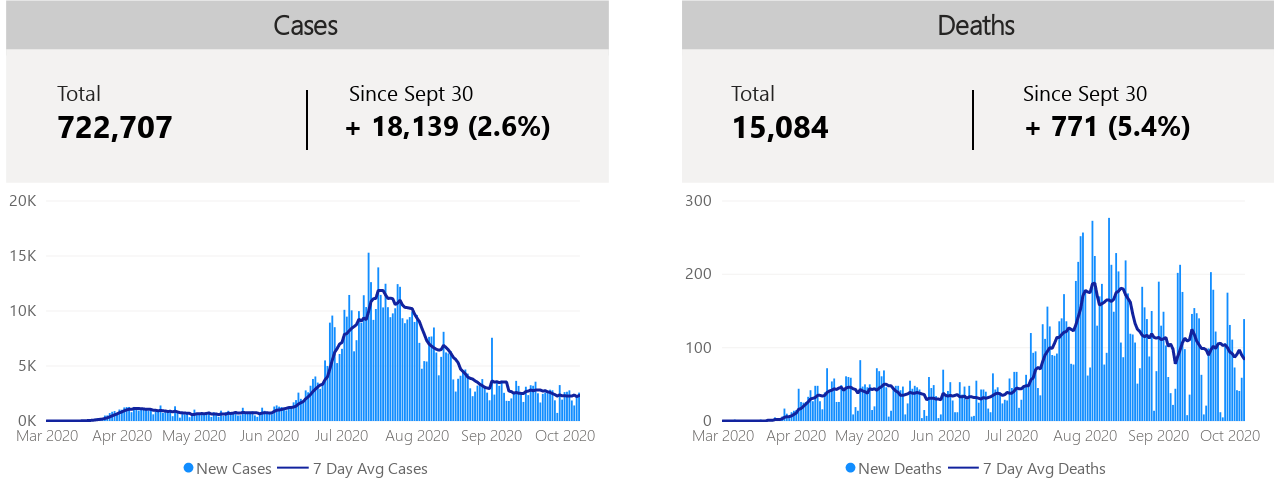 Cases
Total
722,707
Since Sept 30
+ 18,139 (2.6%)
20K
15K
10K
5K
0K
Mar 2020 Apr 2020 May 2020 Jun 2020 Jul 2020 Aug 2020 Sep 2020 Oct 2020
New Cases 7 Day Avg Cases
Deaths
Total
15,084
Since Sept 30
+ 771 (5.4%)
300
200
100
0
Mar 2020 Apr 2020 May 2020 Jun 2020 Jul 2020 Aug 2020 Sep 2020 Oct 2020
New Deaths 7 Day Avg Deaths